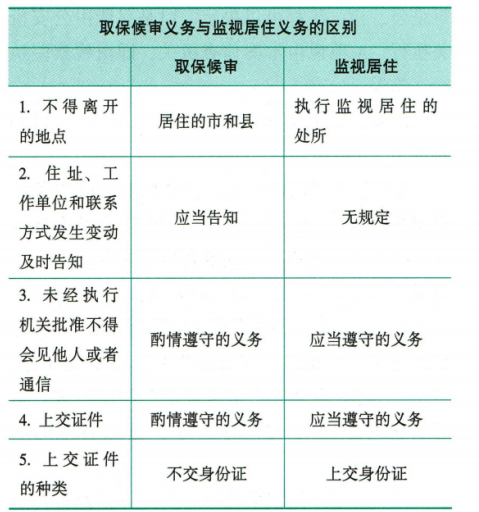 取保候审义务与监视居住义务的区别
取保候审
监视居住
1. 不得离开
的地点
居住的市和县
执行监视居住的
处所
2. 住址、工
作单位和联系
方式发生变动
及时告知
应当告知
无规定
3. 未经执行
机关批准不得
会见他人或者
通信
酌情遵守的义务
应当遵守的义务
4. 上交证件
酌情遵守的义务
应当遵守的义务
5. 上交证件
的种类
不交身份证
上交身份证